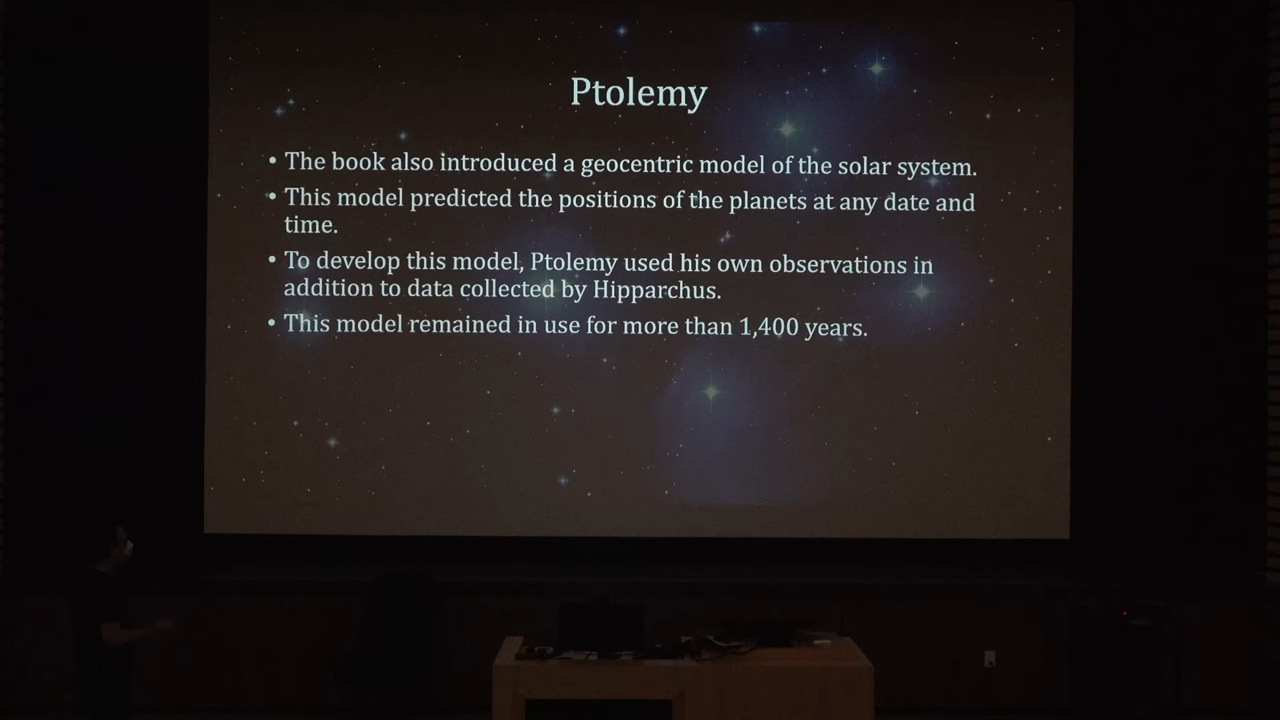 Ptolemy
• The book also introduced a geocentric model of the solar system.
• This model predicted the positions of the planets at any date and
time.
• To develop this model, Ptolemy used his own observations in
addition to data collected by Hipparchus.
• This model remained in use for more than 1,400 years.